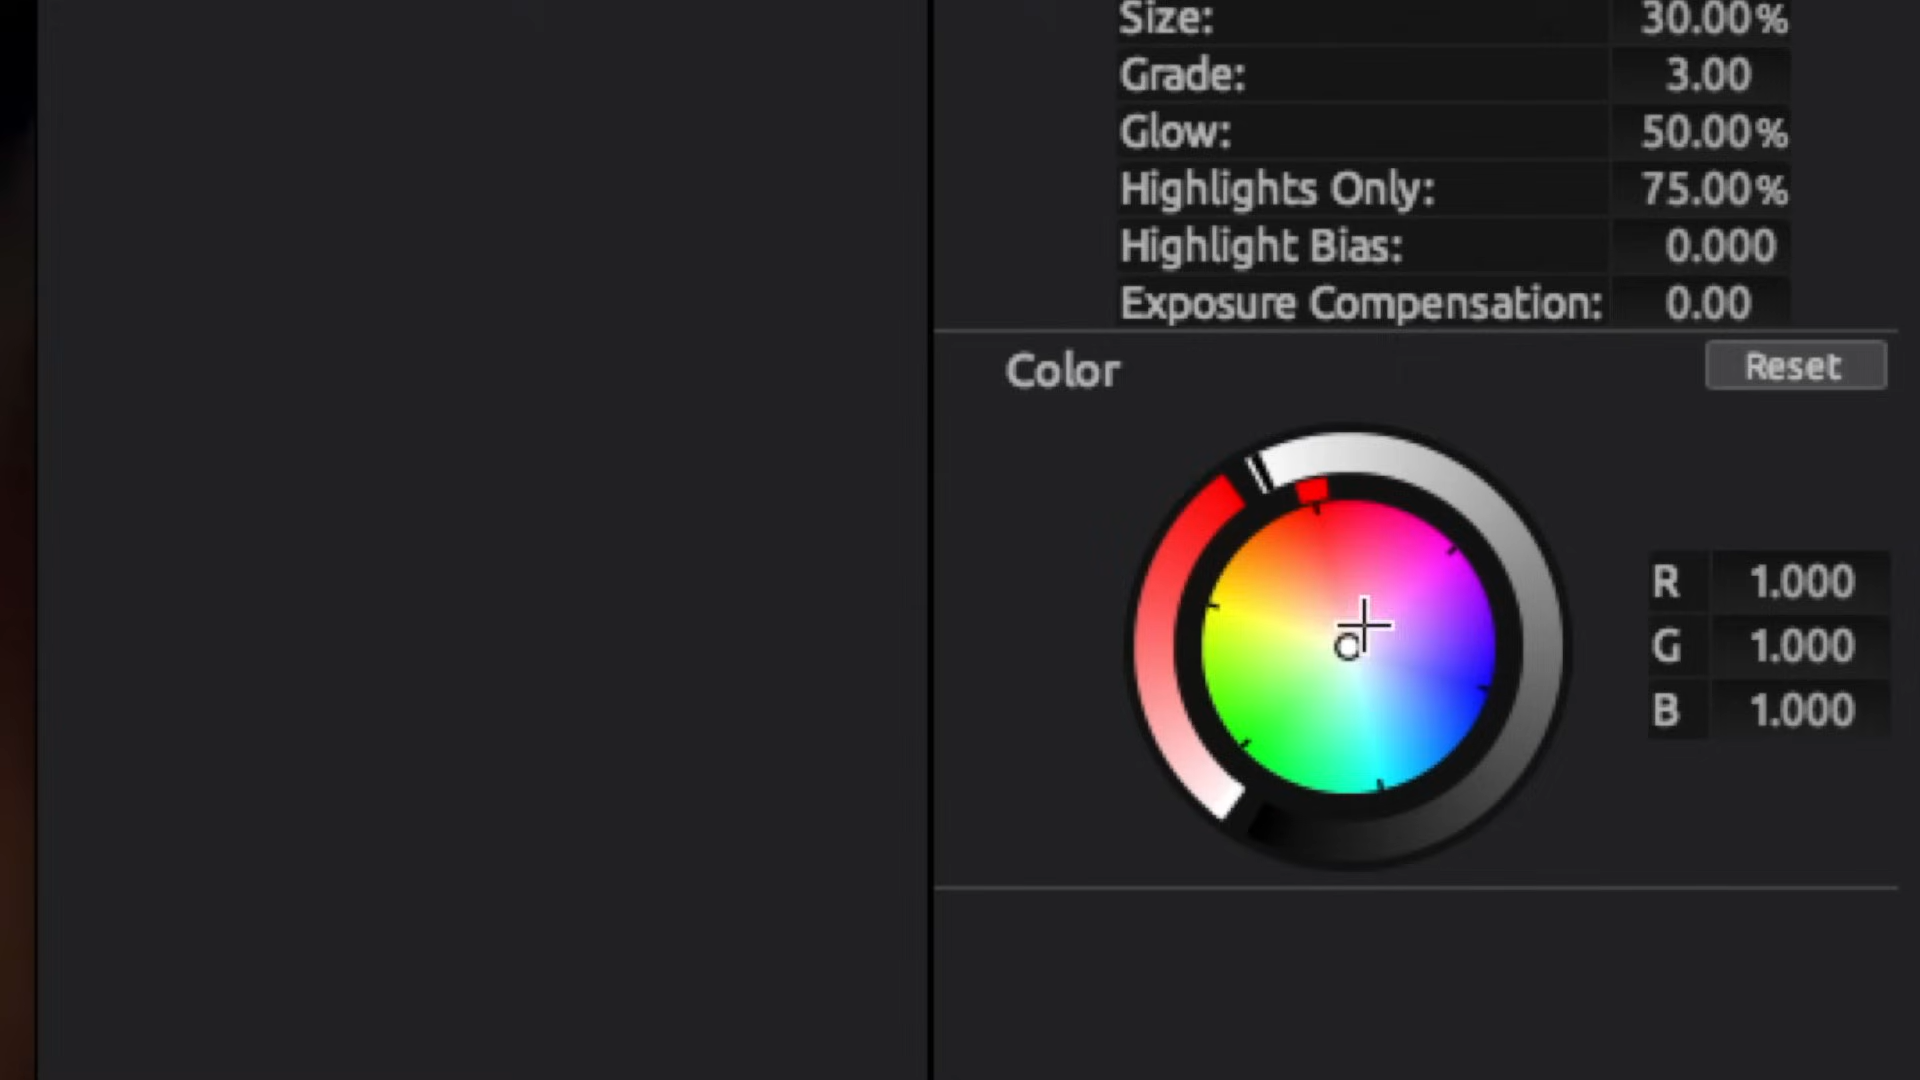 Size: 30.00%
Grade: 3.00
Glow: 50.00%
Highlights Only: 75.00%
Highlight Bias: 0.000
Exposure Compensation: 0.00
Color Reset
R 1.000
G 1.000
B 1.000